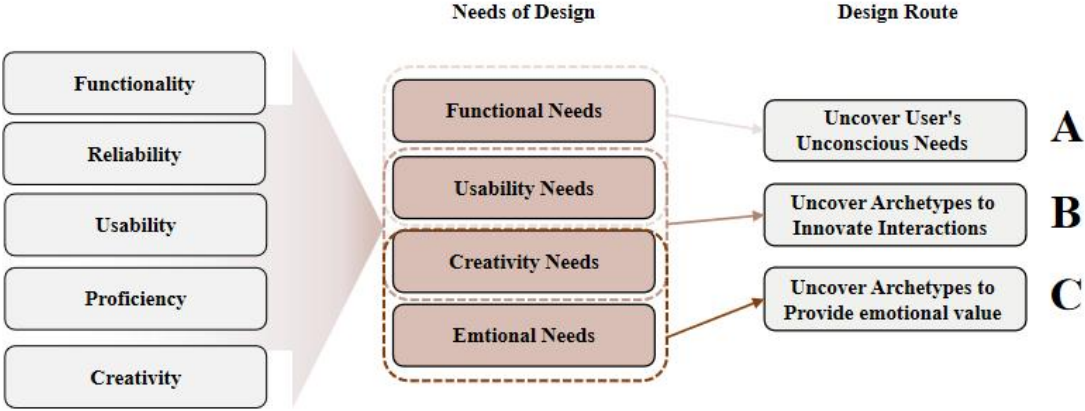 Needs of Design
Design Route
Functionality
Reliability
Usability
Proficiency
Creativity
Functional Needs
Usability Needs
Creativity Needs
Emtional Needs
Uncover User's
Unconscious Needs
A
Uncover Archetypes to
Innovate Interactions
B
Uncover Archetypes to
Provide emotional value
C